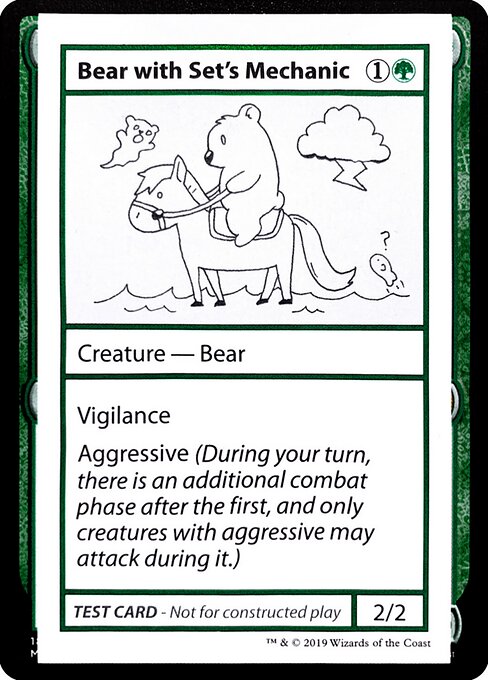 Bear with Set's Mechanic 1
?
Creature — Bear
Vigilance
Aggressive (During your turn,
there is an additional combat
phase after the first, and only
creatures with aggressive may
attack during it.)
TEST CARD - Not for constructed play 2/2
™ & © 2019 Wizards of the Coast